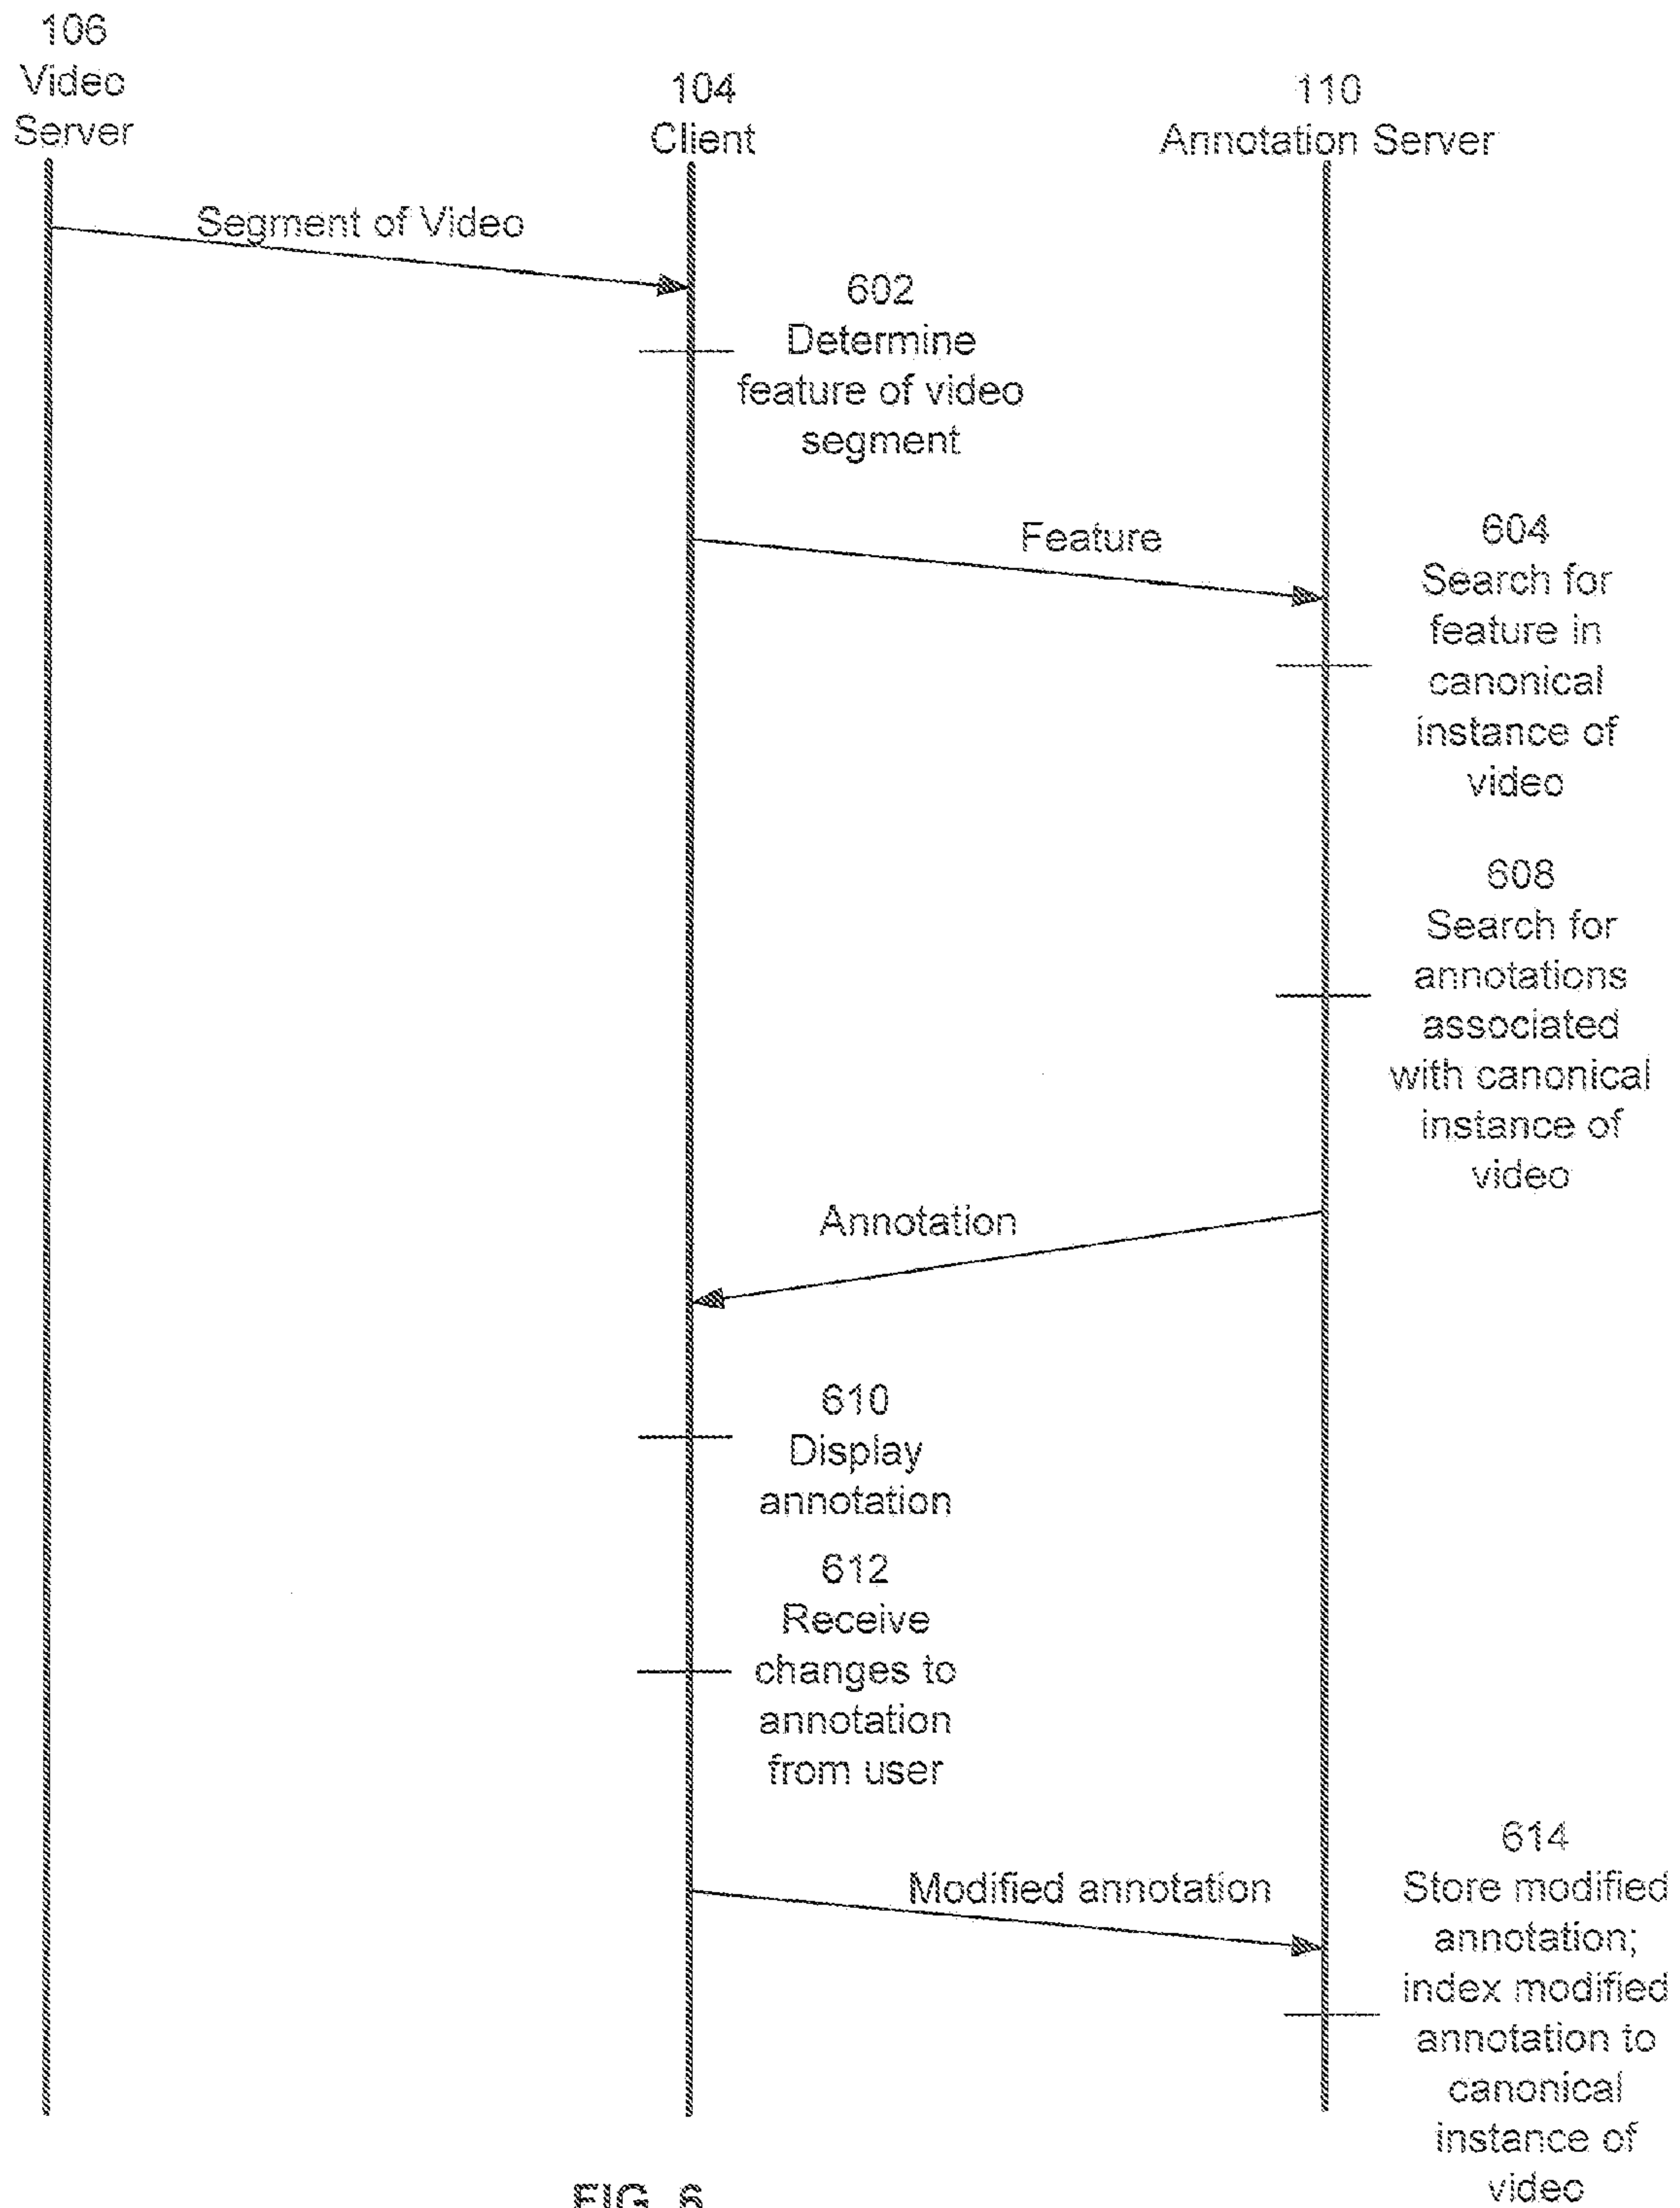 106
Video
Server
104
Client
110
Annotation Server
Segment of Video
602
Determine
feature of video
segment
Feature
604
Search for
feature in
canonical
instance of
video
608
Search for
annotations
associated
with canonical
instance of
video
Annotation
610
Display
annotation
612
Receive
changes to
annotation
from user
Modified annotation
614
Store modified
annotation;
index modified
annotation to
canonical
instance of
video
FIG. 6